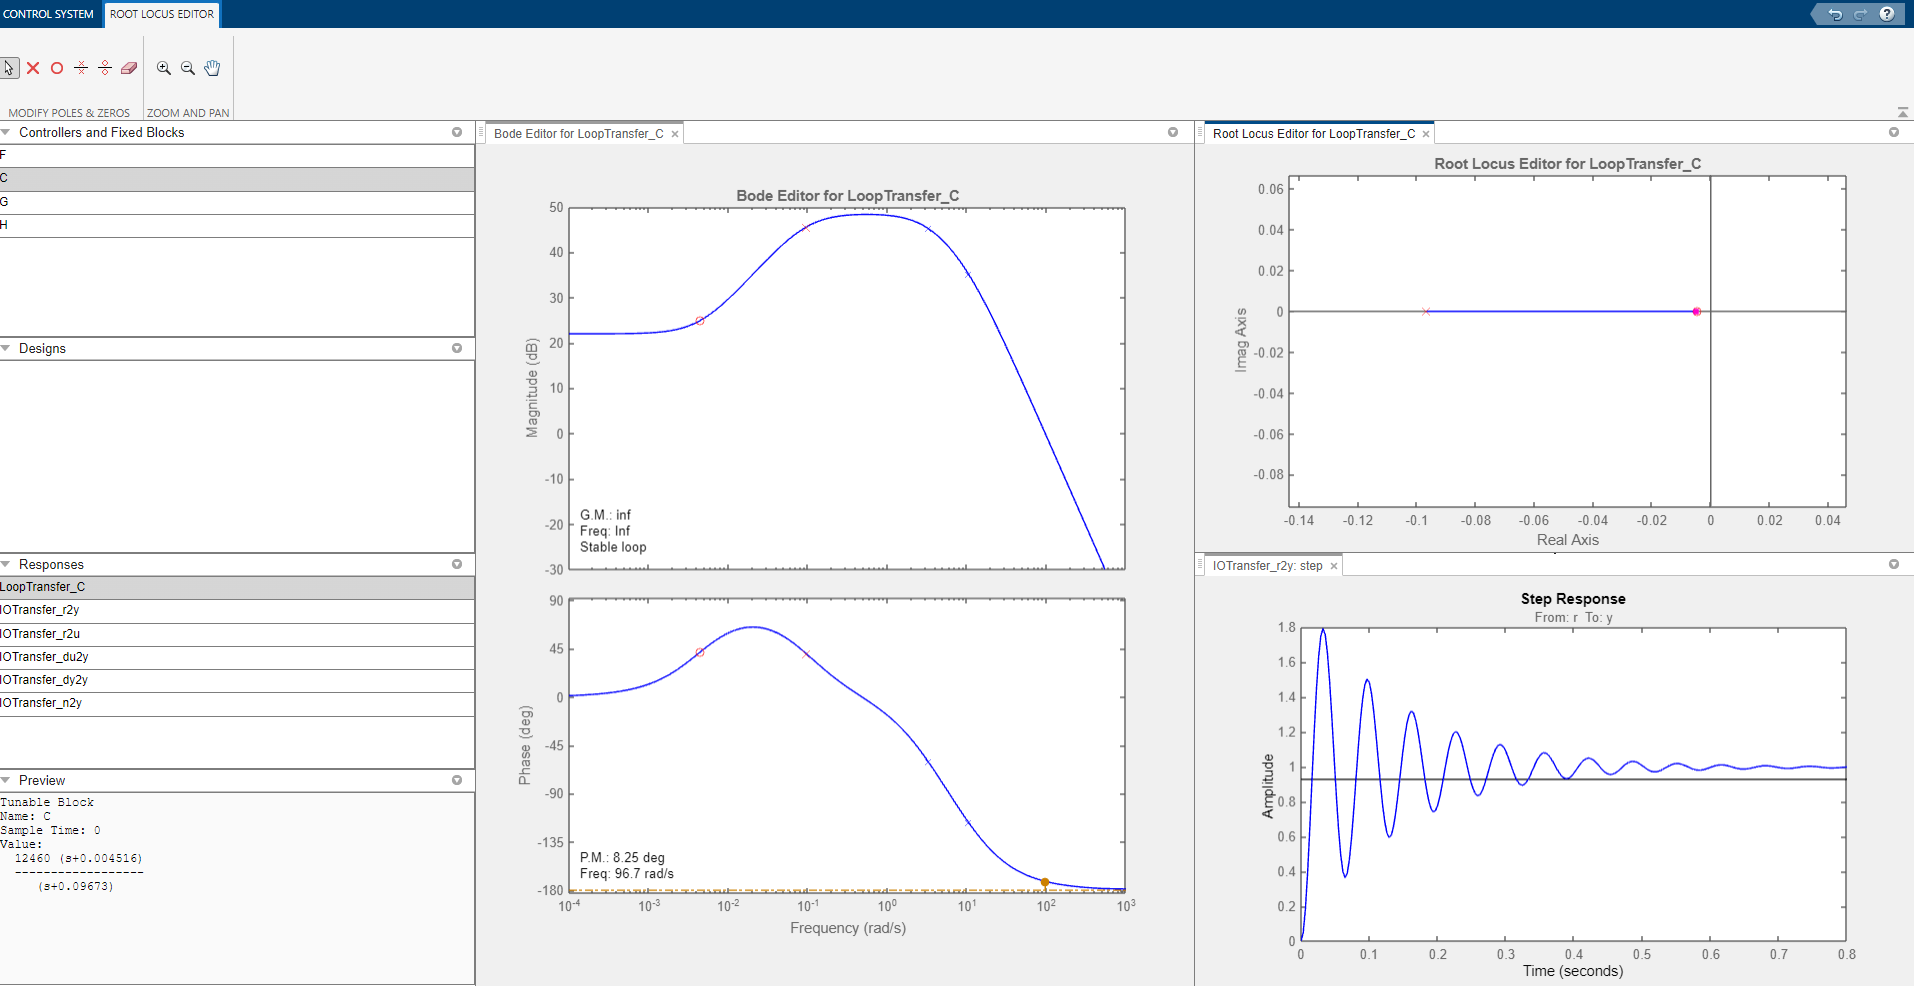 CONTROL SYSTEM
ROOT LOCUS EDITOR
MODIFY POLES & ZEROS
ZOOM AND PAN
Controllers and Fixed Blocks
F
C
G
H
Designs
Responses
LoopTransfer_C
IOTransfer_r2y
IOTransfer_r2u
IOTransfer_du2y
IOTransfer_dy2y
IOTransfer_n2y
Preview
Tunable Block
Name: C
Sample Time: 0
Value:
12460 (s+0.004516)
------------------
(s+0.09673)
Bode Editor for LoopTransfer_C
Bode Editor for LoopTransfer_C
50
40
30
20
10
0
-10
-20
-30
Magnitude (dB)
G.M.: inf
Freq: Inf
Stable loop
90
45
0
-45
-90
-135
-180
Phase (deg)
P.M.: 8.25 deg
Freq: 96.7 rad/s
10-4 10-3 10-2 10-1 100 101 102 103
Frequency (rad/s)
Root Locus Editor for LoopTransfer_C
Root Locus Editor for LoopTransfer_C
0.06
0.04
0.02
0
-0.02
-0.04
-0.06
-0.08
Imag Axis
-0.14 -0.12 -0.1 -0.08 -0.06 -0.04 -0.02 0 0.02 0.04
Real Axis
IOTransfer_r2y: step
Step Response
From: r To: y
1.8
1.6
1.4
1.2
1
0.8
0.6
0.4
0.2
0
Amplitude
0 0.1 0.2 0.3 0.4 0.5 0.6 0.7 0.8
Time (seconds)